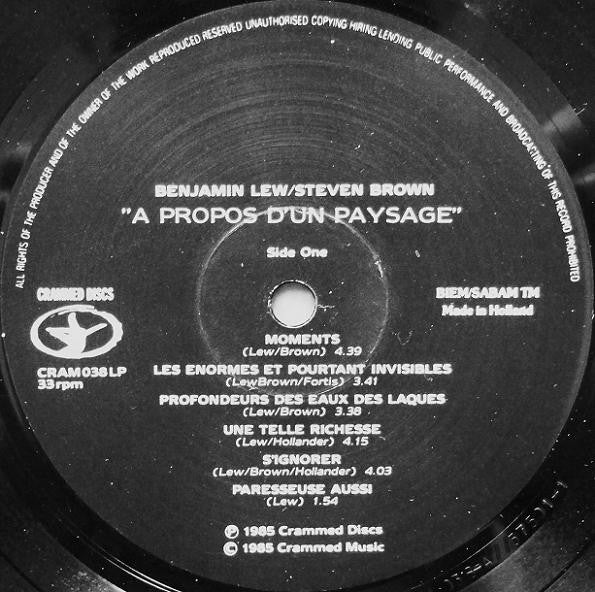 ALL RIGHTS OF THE PRODUCER AND OF THE OWNER OF THE WORK REPRODUCED RESERVED UNAUTHORISED COPYING HIRING LENDING PUBLIC PERFORMANCE AND BROADCASTING OF THIS RECORD PROHIBITED
BENJAMIN LEW/STEVEN BROWN
"A PROPOS D'UN PAYSAGE"
Side One
CRAMMED DISCS
CRAM 038 LP
33 rpm
BIEM/SABAM TM
Made in Holland
MOMENTS
(Lew/Brown) 4.39
LES ENORMES ET POURTANT INVISIBLES
(LewBrown/Fortis) 3.41
PROFONDEURS DES EAUX DES LAQUES
(Lew/Brown) 3.38
UNE TELLE RICHESSE
(Lew/Hollander) 4.15
S'IGNORER
(Lew/Brown/Hollander) 4.03
PARESSEUSE AUSSI
(Lew) 1.54
℗ 1985 Crammed Discs
© 1985 Crammed Music